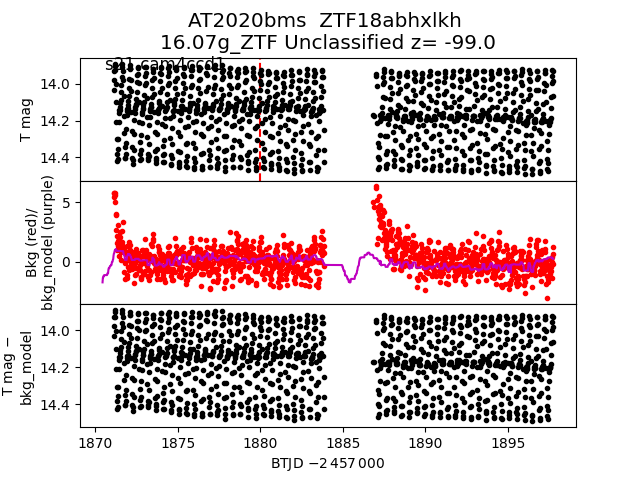 AT2020bms  ZTF18abhxlkh
16.07g_ZTF Unclassified z= -99.0
s21 cam4ccd1
14.0
14.2
14.4
T mag
5
0
Bkg (red)/
bkg_model (purple)
14.0
14.2
14.4
T mag −
bkg_model
1870 1875 1880 1885 1890 1895
BTJD −2 457 000